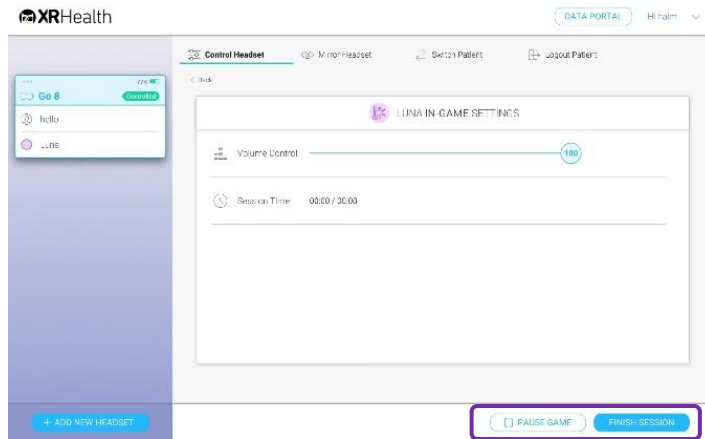 XRHealth
DATA PORTAL
Hi haim
Control Headset
Mirror Headset
Switch Patient
Logout Patient
Back
Go 8
Controlled
hello
Luna
LUNA IN-GAME SETTINGS
Volume Control
100
Session Time 00:00 / 00:00
+ ADD NEW HEADSET
PAUSE GAME
FINISH SESSION